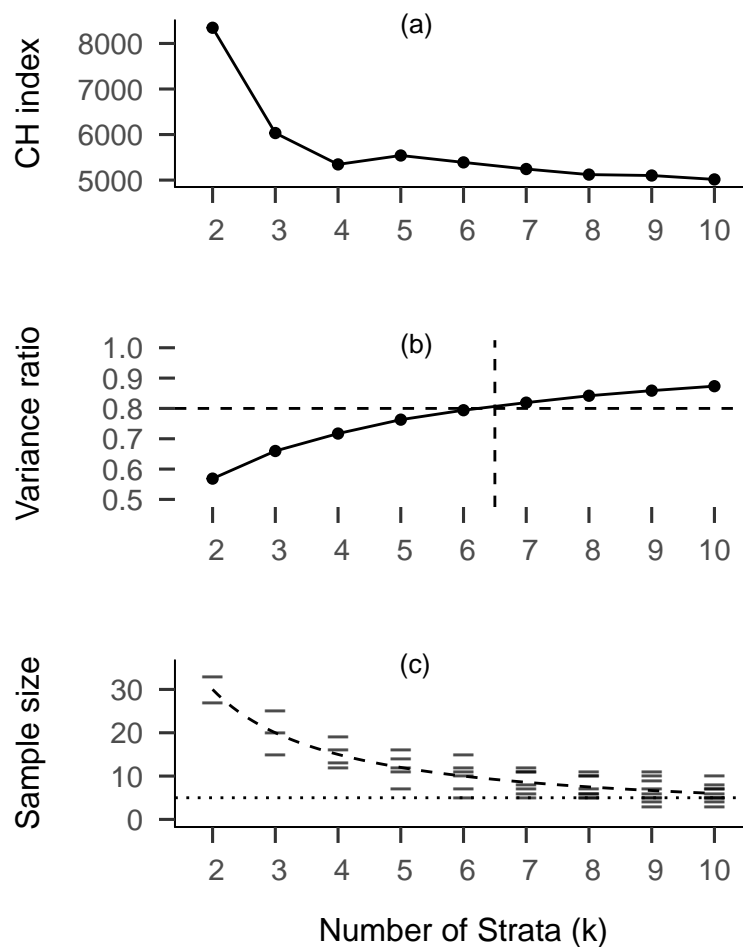 (a)
CH index
8000
7000
6000
5000
2 3 4 5 6 7 8 9 10
(b)
Variance ratio
1.0
0.9
0.8
0.7
0.6
0.5
2 3 4 5 6 7 8 9 10
(c)
Sample size
30
20
10
0
2 3 4 5 6 7 8 9 10
Number of Strata (k)